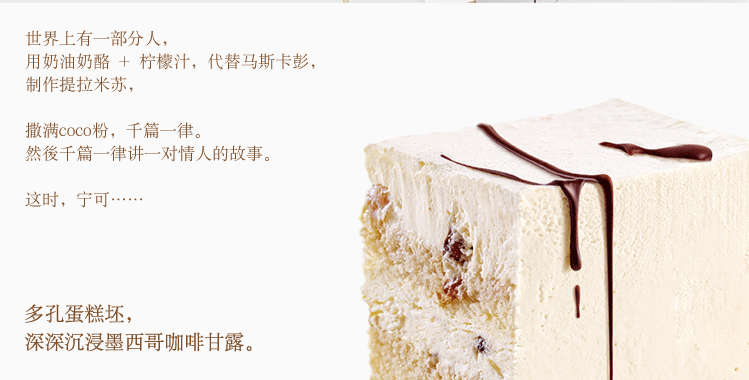 世界上有一部分人，
用奶油奶酪 + 柠檬汁，代替马斯卡彭，
制作提拉米苏，
撒满coco粉，千篇一律。
然後千篇一律讲一对情人的故事。
这时，宁可……
多孔蛋糕坯，
深深沉浸墨西哥咖啡甘露。